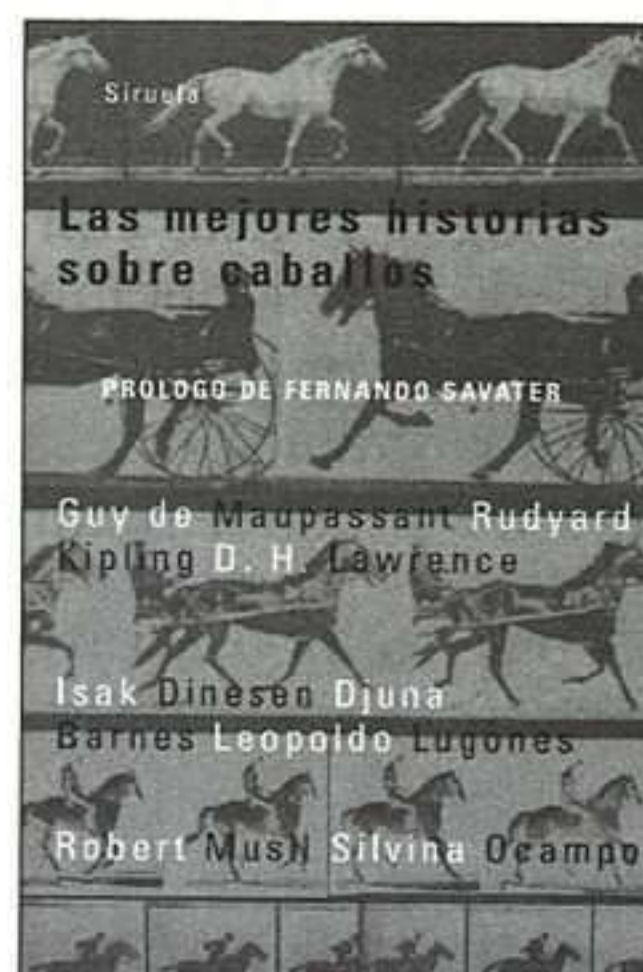 Siruela
Las mejores historias
sobre caballos
PROLOGO DE FERNANDO SAVATER
Guy de Maupassant Rudyard
Kipling D. H. Lawrence
Isak Dinesen Djuna
Barnes Leopoldo Lugones
Robert Musil Silvina Ocampo